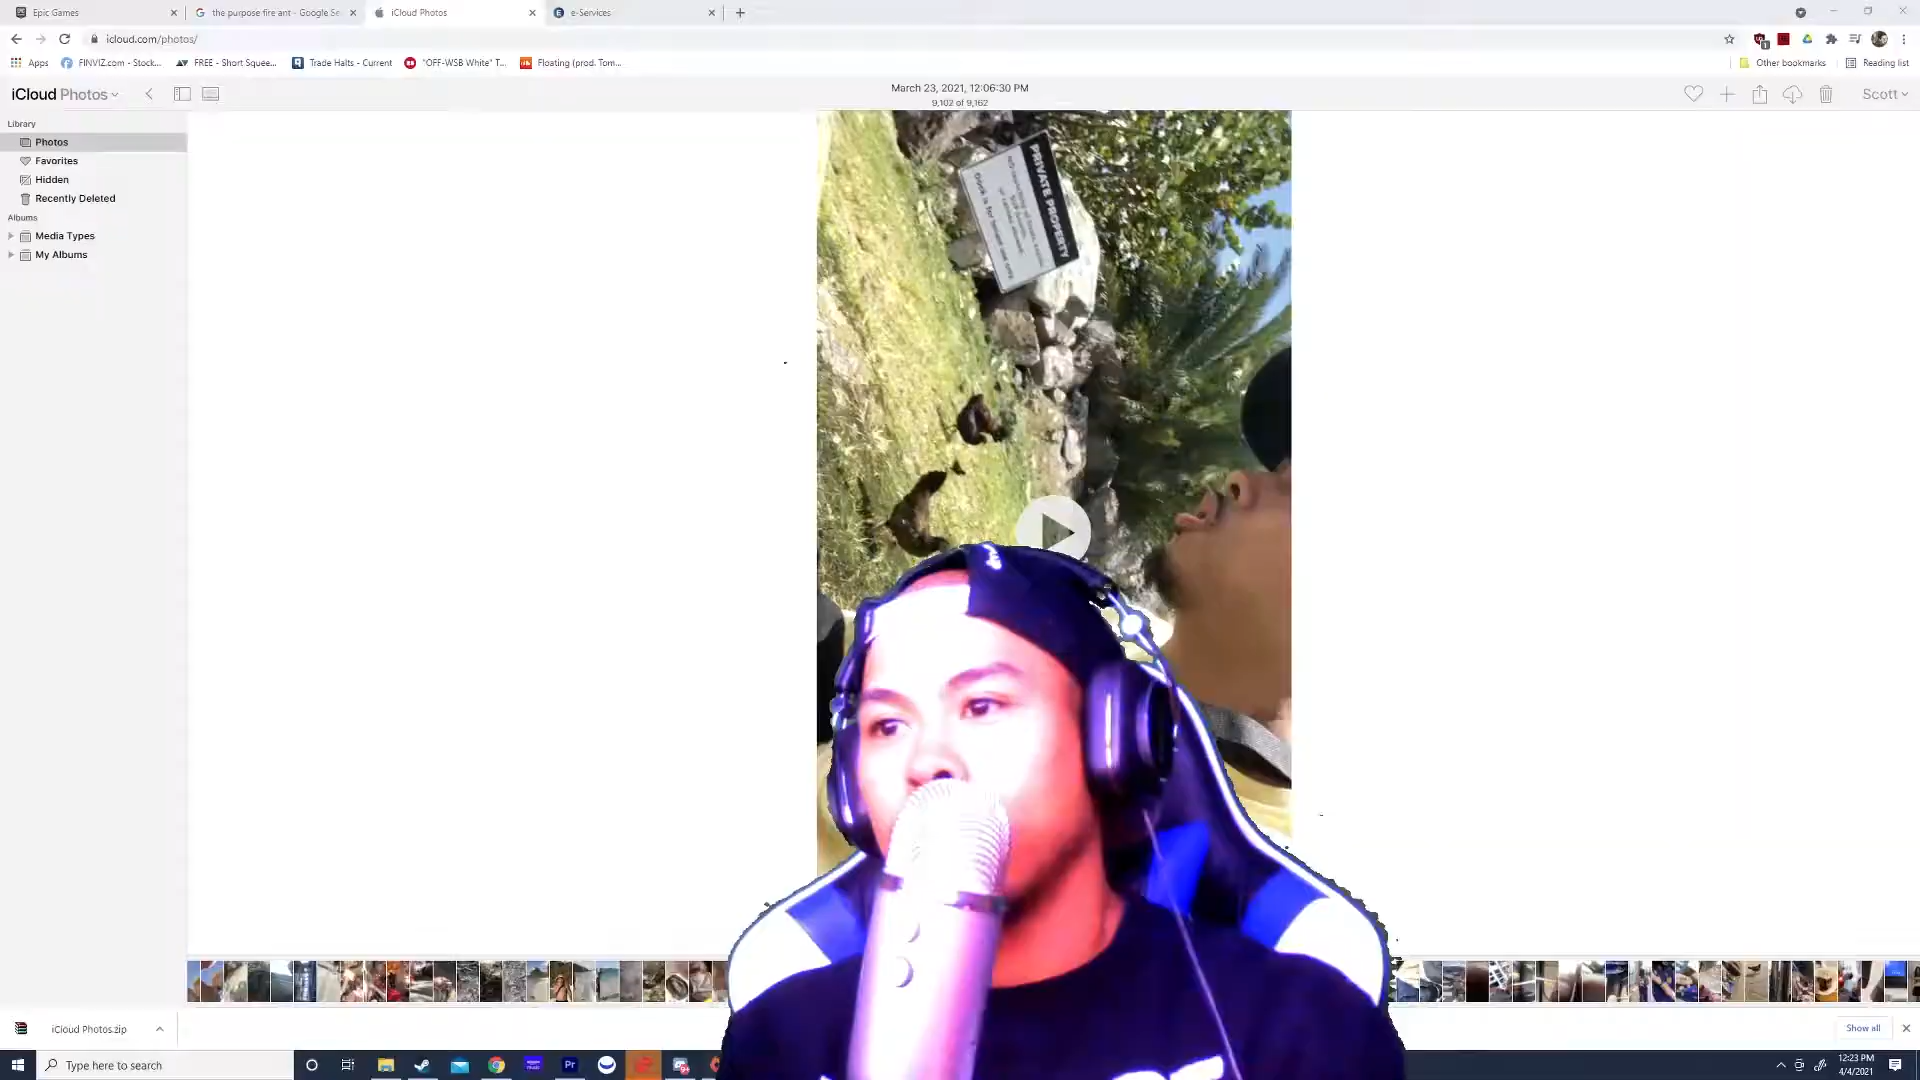 Epic Games
the purpose fire ant - Google Se
iCloud Photos
e-Services
icloud.com/photos/
Apps
FINVIZ.com - Stock...
FREE - Short Squee...
Trade Halts - Current
"OFF-WSB White" T...
Floating (prod. Tom...
Other bookmarks
Reading list
iCloud Photos
March 23, 2021, 12:06:30 PM
9,102 of 9,162
Scott
Library
Photos
Favorites
Hidden
Recently Deleted
Albums
Media Types
My Albums
PRIVATE PROPERTY
iCloud Photos.zip
Show all
Type here to search
Pr
12:23 PM
4/4/2021